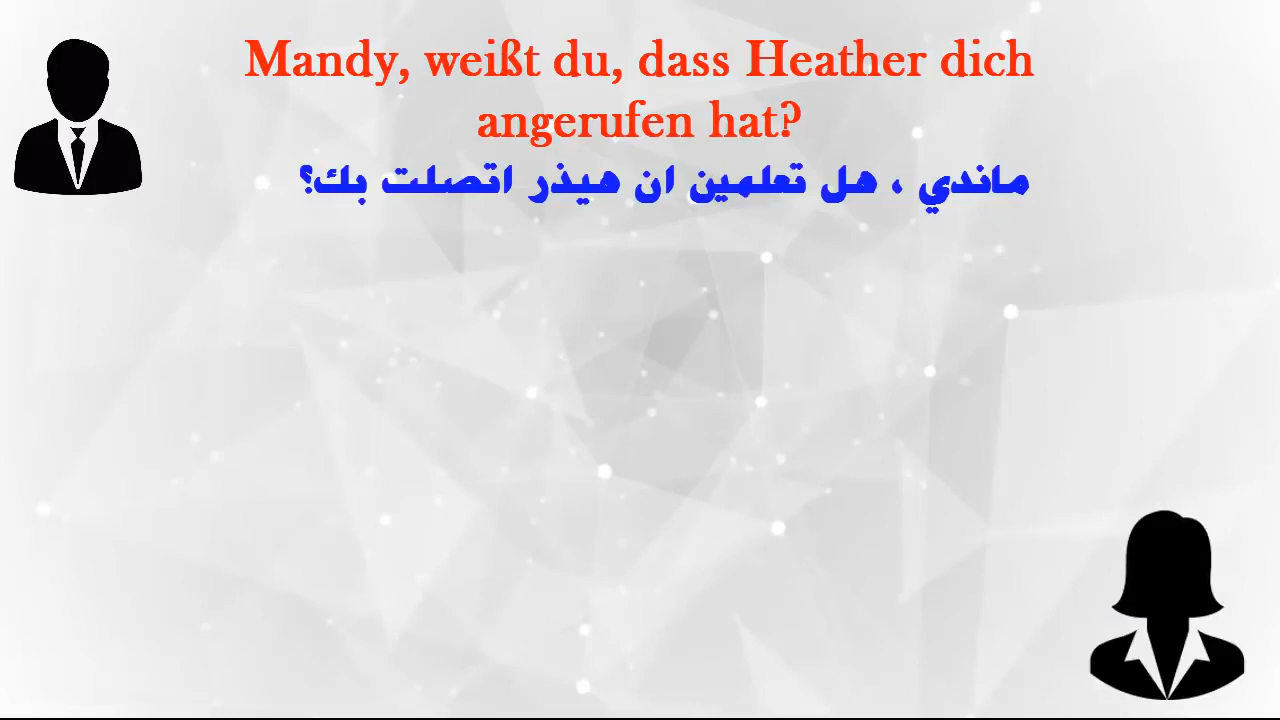 Mandy, weißt du, dass Heather dich
angerufen hat?
ماندي ، هل تعلمين ان هيذر اتصلت بك؟